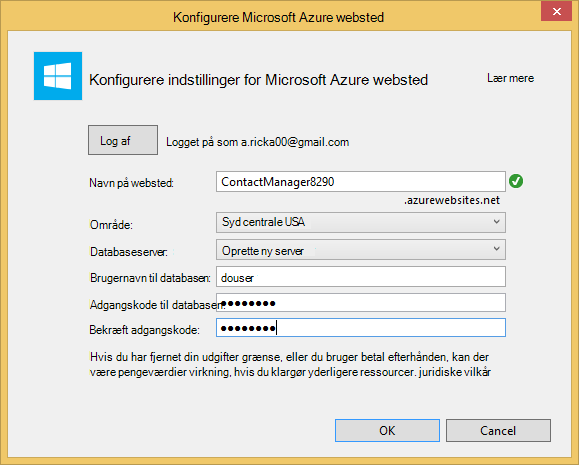 Konfigurere Microsoft Azure websted
Konfigurere indstillinger for Microsoft Azure websted
Lær mere
Log af
Logget på som a.ricka00@gmail.com
Navn på websted:
ContactManager8290
.azurewebsites.net
Område:
Syd centrale USA
Databaseserver:
Oprette ny server
Brugernavn til databasen:
douser
Adgangskode til databasen:
●●●●●●●●
Bekræft adgangskode:
●●●●●●●●
Hvis du har fjernet din udgifter grænse, eller du bruger betal efterhånden, kan der
være pengeværdier virkning, hvis du klargør yderligere ressourcer. juridiske vilkår
OK
Cancel